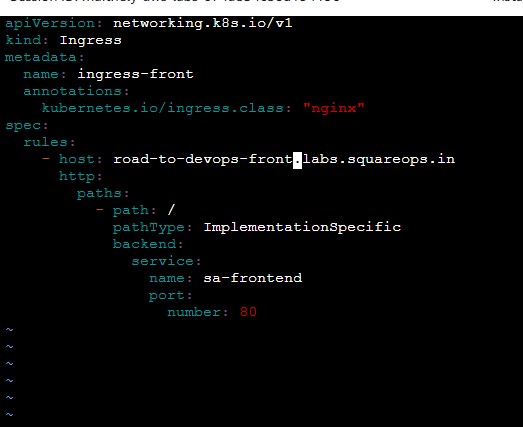 apiVersion: networking.k8s.io/v1
kind: Ingress
metadata:
  name: ingress-front
  annotations:
    kubernetes.io/ingress.class: "nginx"
spec:
  rules:
    - host: road-to-devops-front.labs.squareops.in
      http:
        paths:
          - path: /
            pathType: ImplementationSpecific
            backend:
              service:
                name: sa-frontend
                port:
                  number: 80
~
~
~
~
~
~